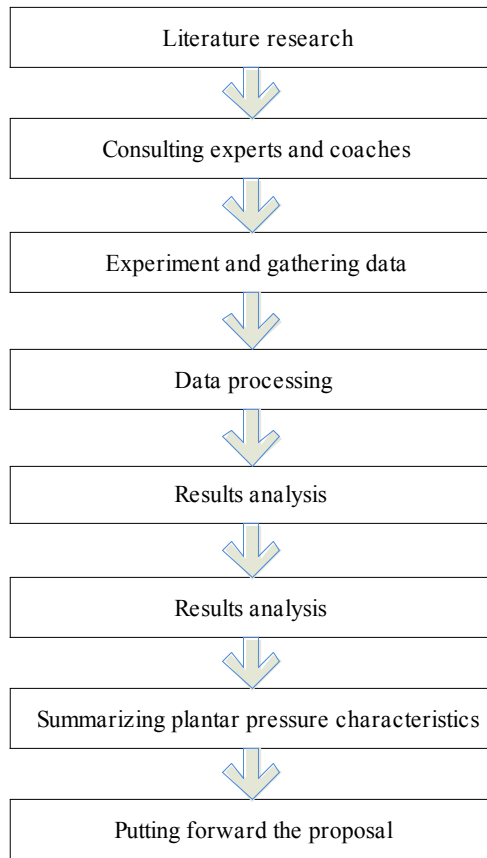 Literature research
Consulting experts and coaches
Experiment and gathering data
Data processing
Results analysis
Results analysis
Summarizing plantar pressure characteristics
Putting forward the proposal